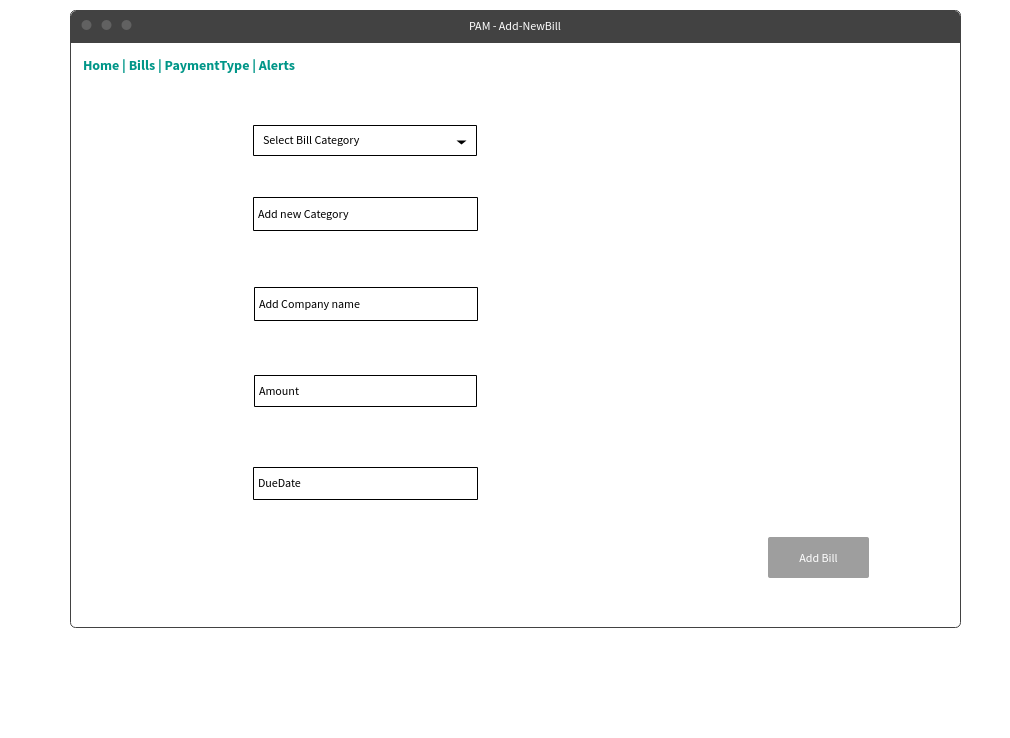 PAM - Add-NewBill
Home | Bills | PaymentType | Alerts
Select Bill Category
Add new Category
Add Company name
Amount
DueDate
Add Bill